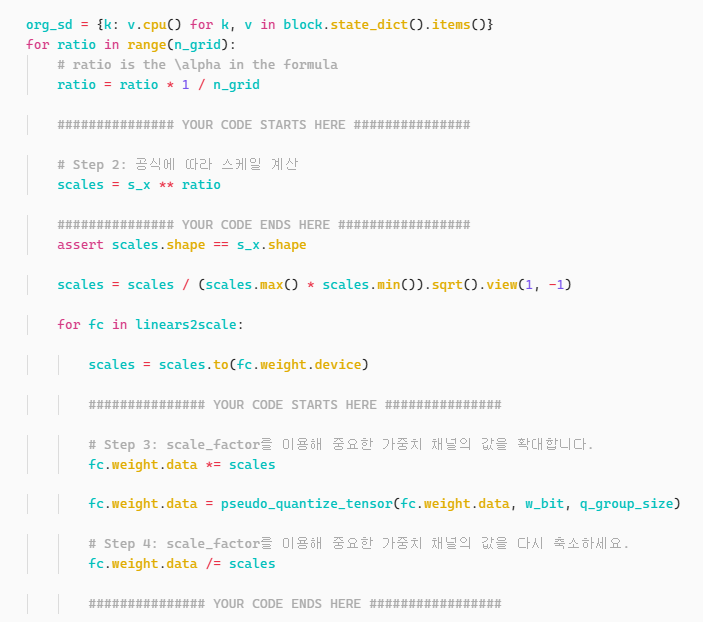 org_sd = {k: v.cpu() for k, v in block.state_dict().items()}
for ratio in range(n_grid):
# ratio is the \alpha in the formula
ratio = ratio * 1 / n_grid
############### YOUR CODE STARTS HERE ###############
# Step 2: 공식에 따라 스케일 계산
scales = s_x ** ratio
############### YOUR CODE ENDS HERE #################
assert scales.shape == s_x.shape
scales = scales / (scales.max() * scales.min()).sqrt().view(1, -1)
for fc in linears2scale:
scales = scales.to(fc.weight.device)
############### YOUR CODE STARTS HERE ###############
# Step 3: scale_factor를 이용해 중요한 가중치 채널의 값을 확대합니다.
fc.weight.data *= scales
fc.weight.data = pseudo_quantize_tensor(fc.weight.data, w_bit, q_group_size)
# Step 4: scale_factor를 이용해 중요한 가중치 채널의 값을 다시 축소하세요.
fc.weight.data /= scales
############### YOUR CODE ENDS HERE #################